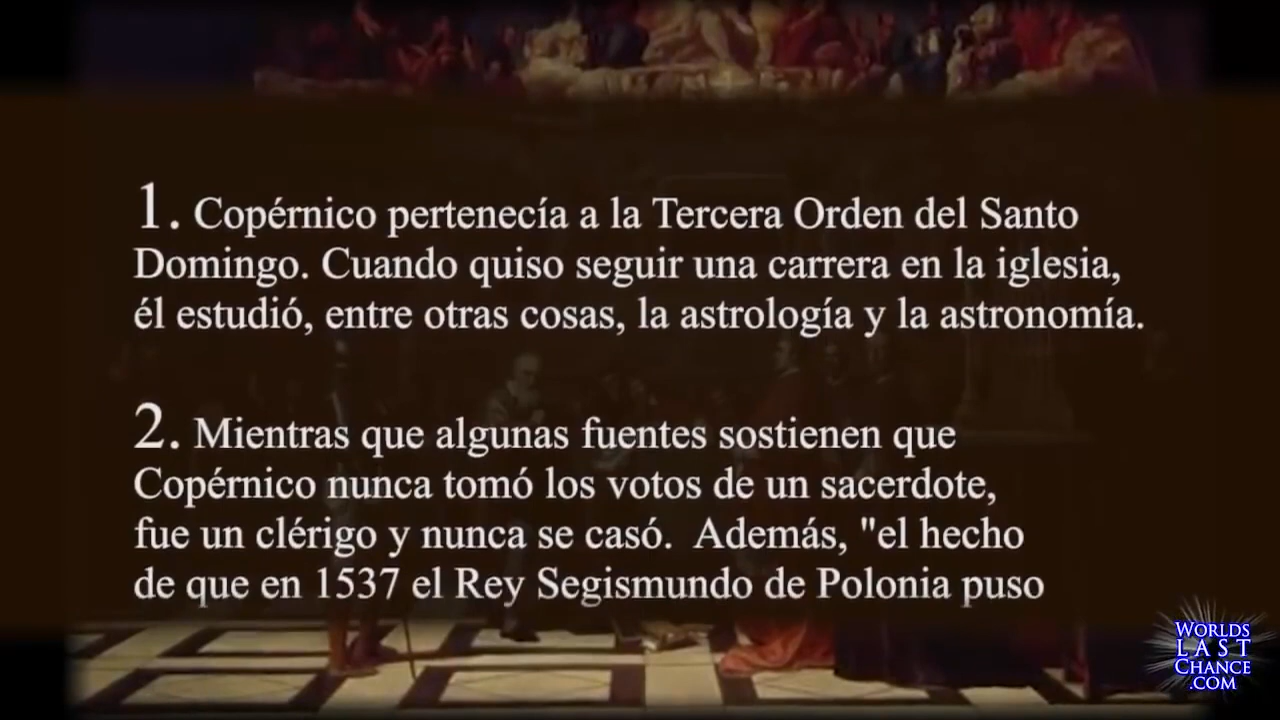 1. Copérnico pertenecía a la Tercera Orden del Santo
Domingo. Cuando quiso seguir una carrera en la iglesia,
él estudió, entre otras cosas, la astrología y la astronomía.
2. Mientras que algunas fuentes sostienen que
Copérnico nunca tomó los votos de un sacerdote,
fue un clérigo y nunca se casó.  Además, "el hecho
de que en 1537 el Rey Segismundo de Polonia puso
WORLDS
LAST
CHANCE
.COM